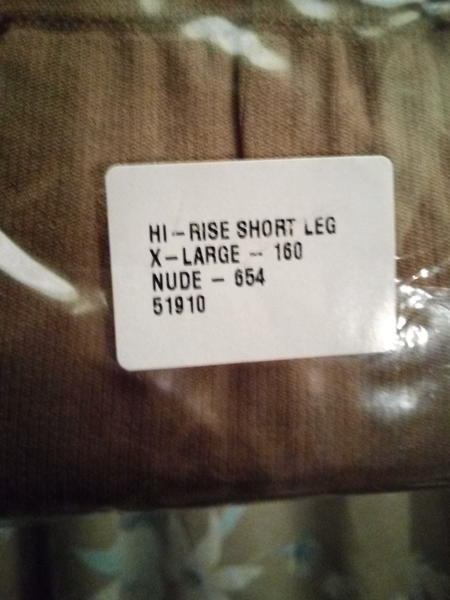 HI-RISE SHORT LEG
X-LARGE - 160
NUDE - 654
51910